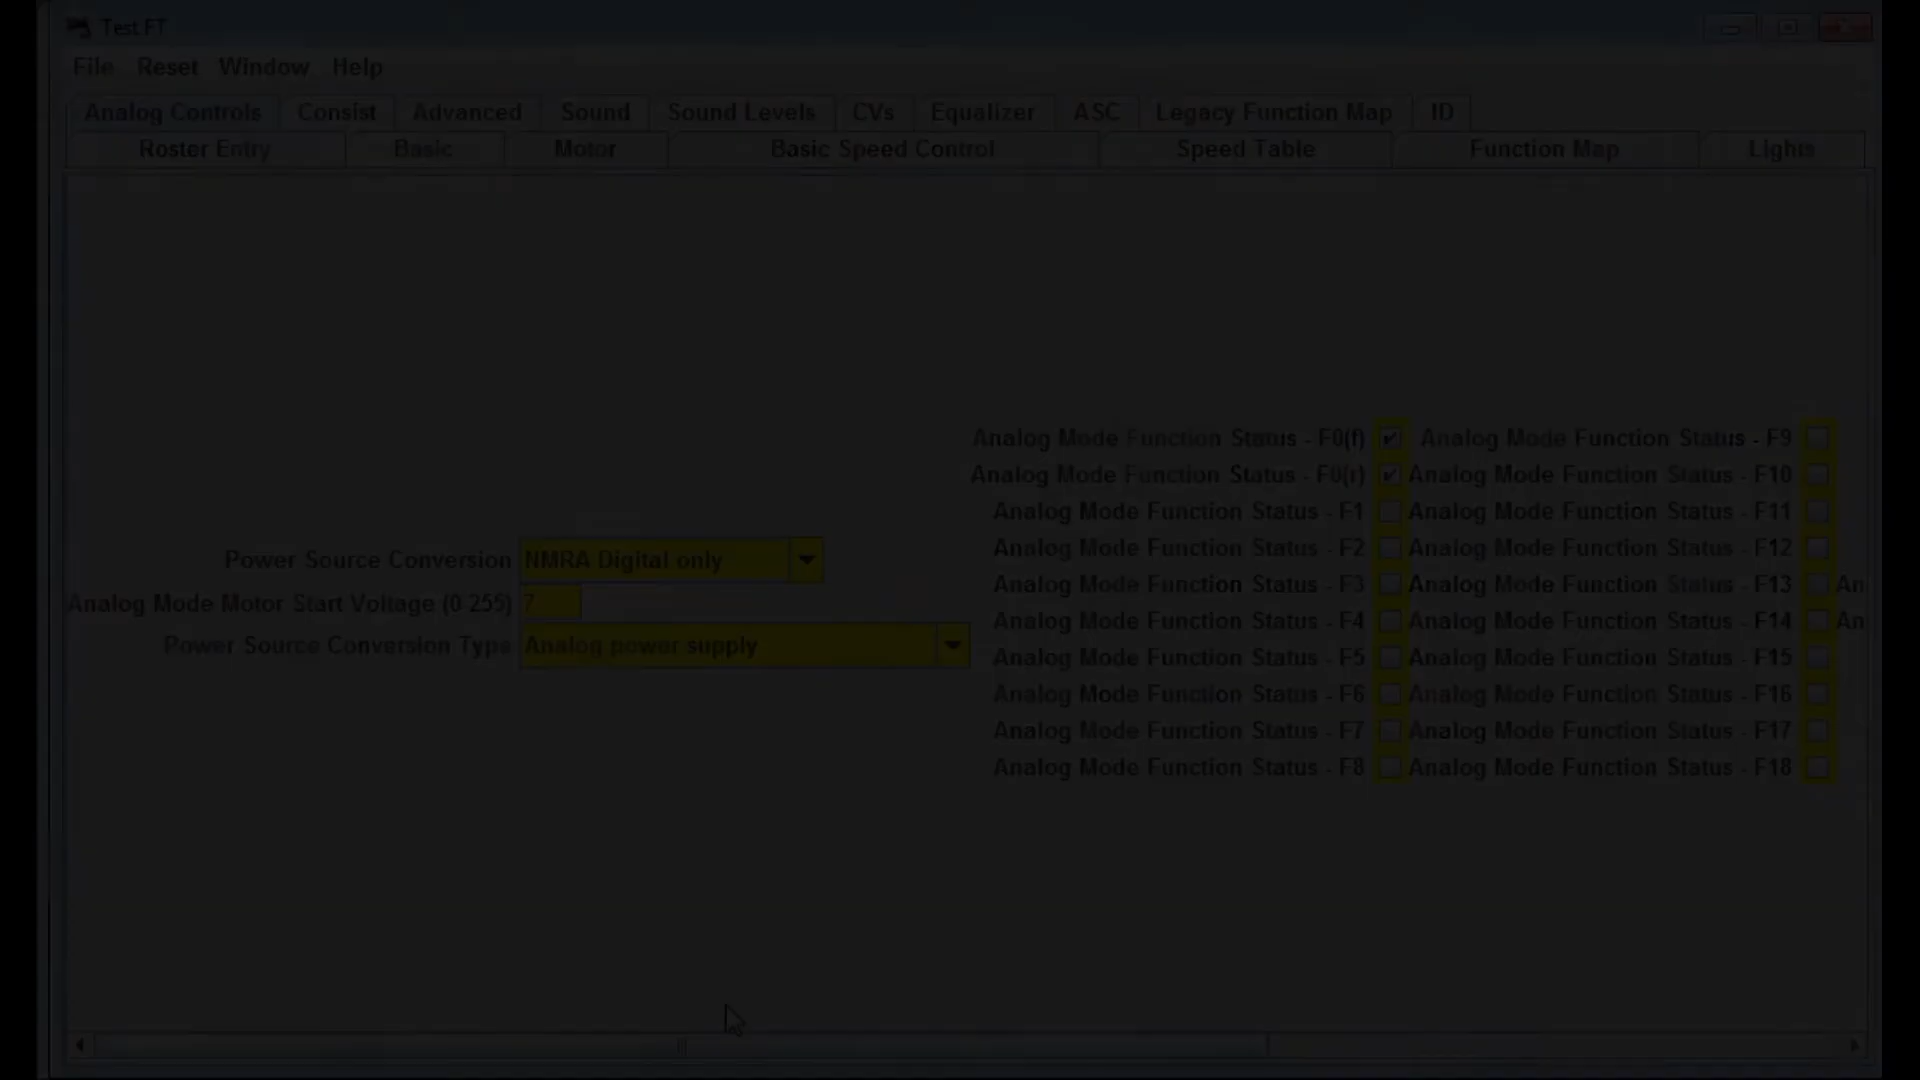 Test FT
File Reset Window Help
Analog Controls Consist Advanced Sound Sound Levels CVs Equalizer ASC Legacy Function Map ID
Roster Entry Basic Motor Basic Speed Control Speed Table Function Map Lights
Analog Mode Function Status - F0(f) Analog Mode Function Status - F9
Analog Mode Function Status - F0(r) Analog Mode Function Status - F10
Analog Mode Function Status - F1 Analog Mode Function Status - F11
Power Source Conversion NMRA Digital only Analog Mode Function Status - F2 Analog Mode Function Status - F12
Analog Mode Function Status - F3 Analog Mode Function Status - F13 An
Analog Mode Motor Start Voltage (0 255) 7 Analog Mode Function Status - F4 Analog Mode Function Status - F14 An
Power Source Conversion Type Analog power supply Analog Mode Function Status - F5 Analog Mode Function Status - F15
Analog Mode Function Status - F6 Analog Mode Function Status - F16
Analog Mode Function Status - F7 Analog Mode Function Status - F17
Analog Mode Function Status - F8 Analog Mode Function Status - F18